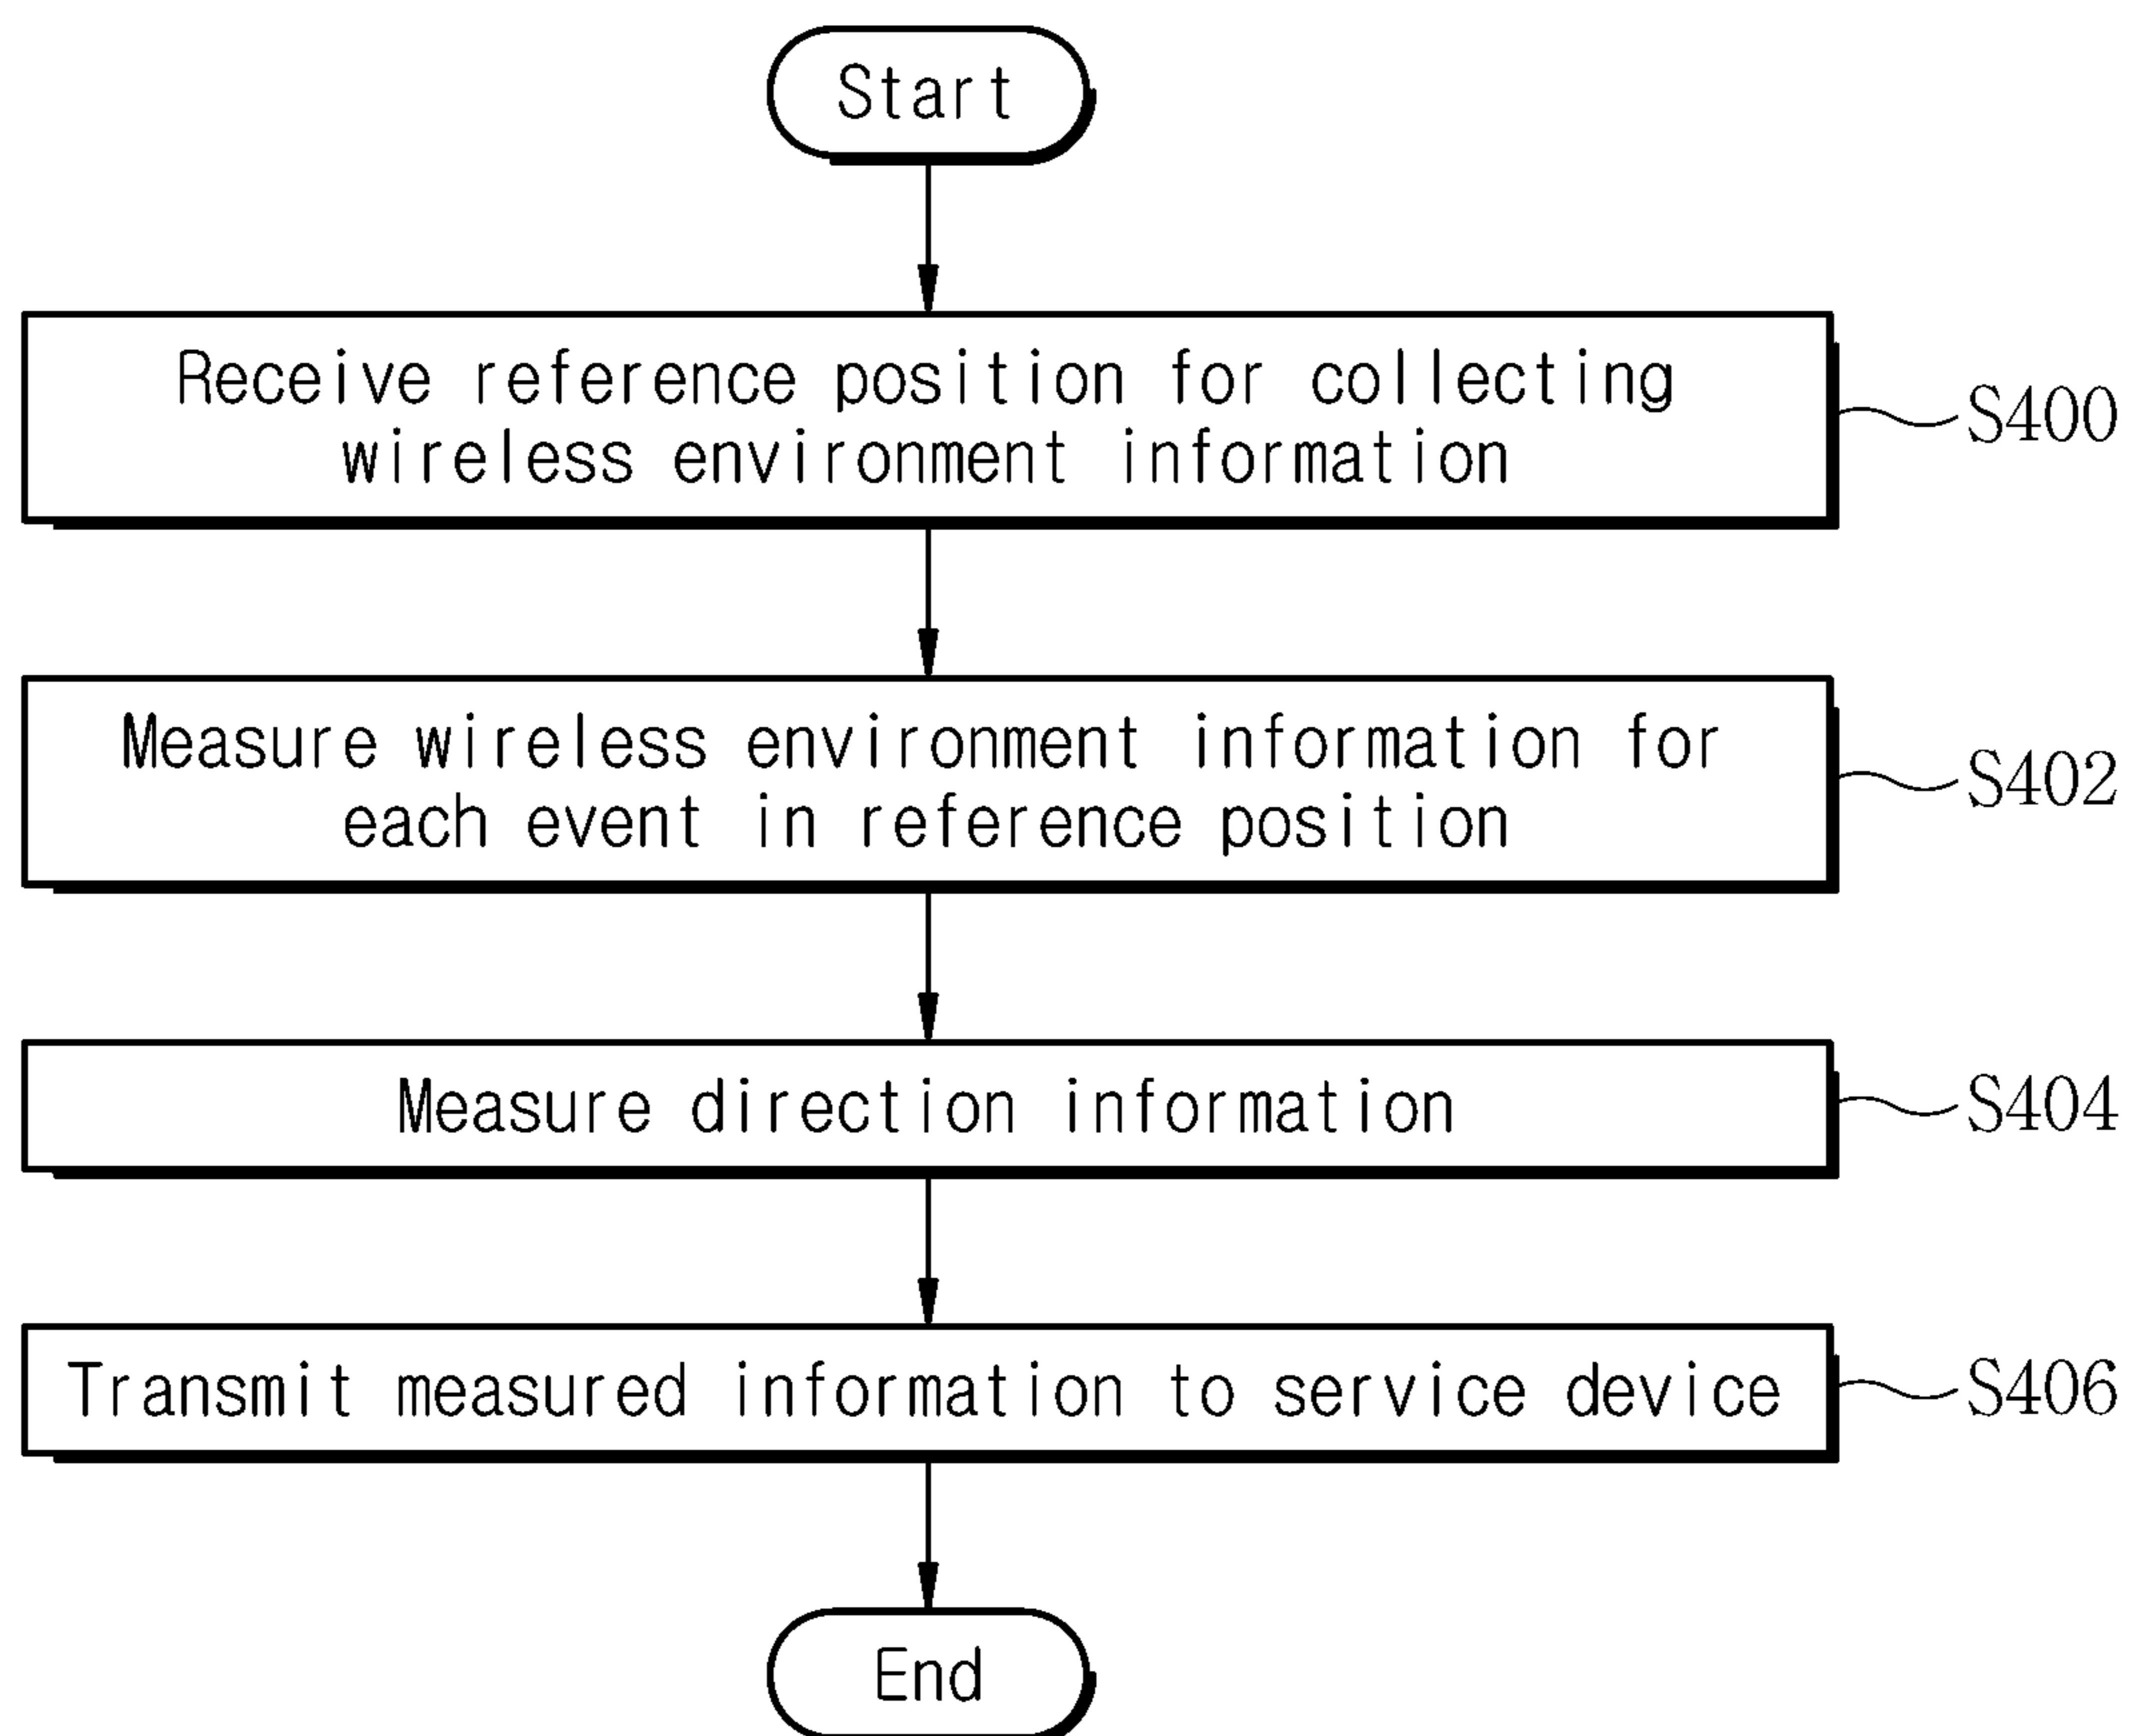 Start
Receive reference position for collecting
wireless environment information
S400
Measure wireless environment information for
each event in reference position
S402
Measure direction information
S404
Transmit measured information to service device
S406
End